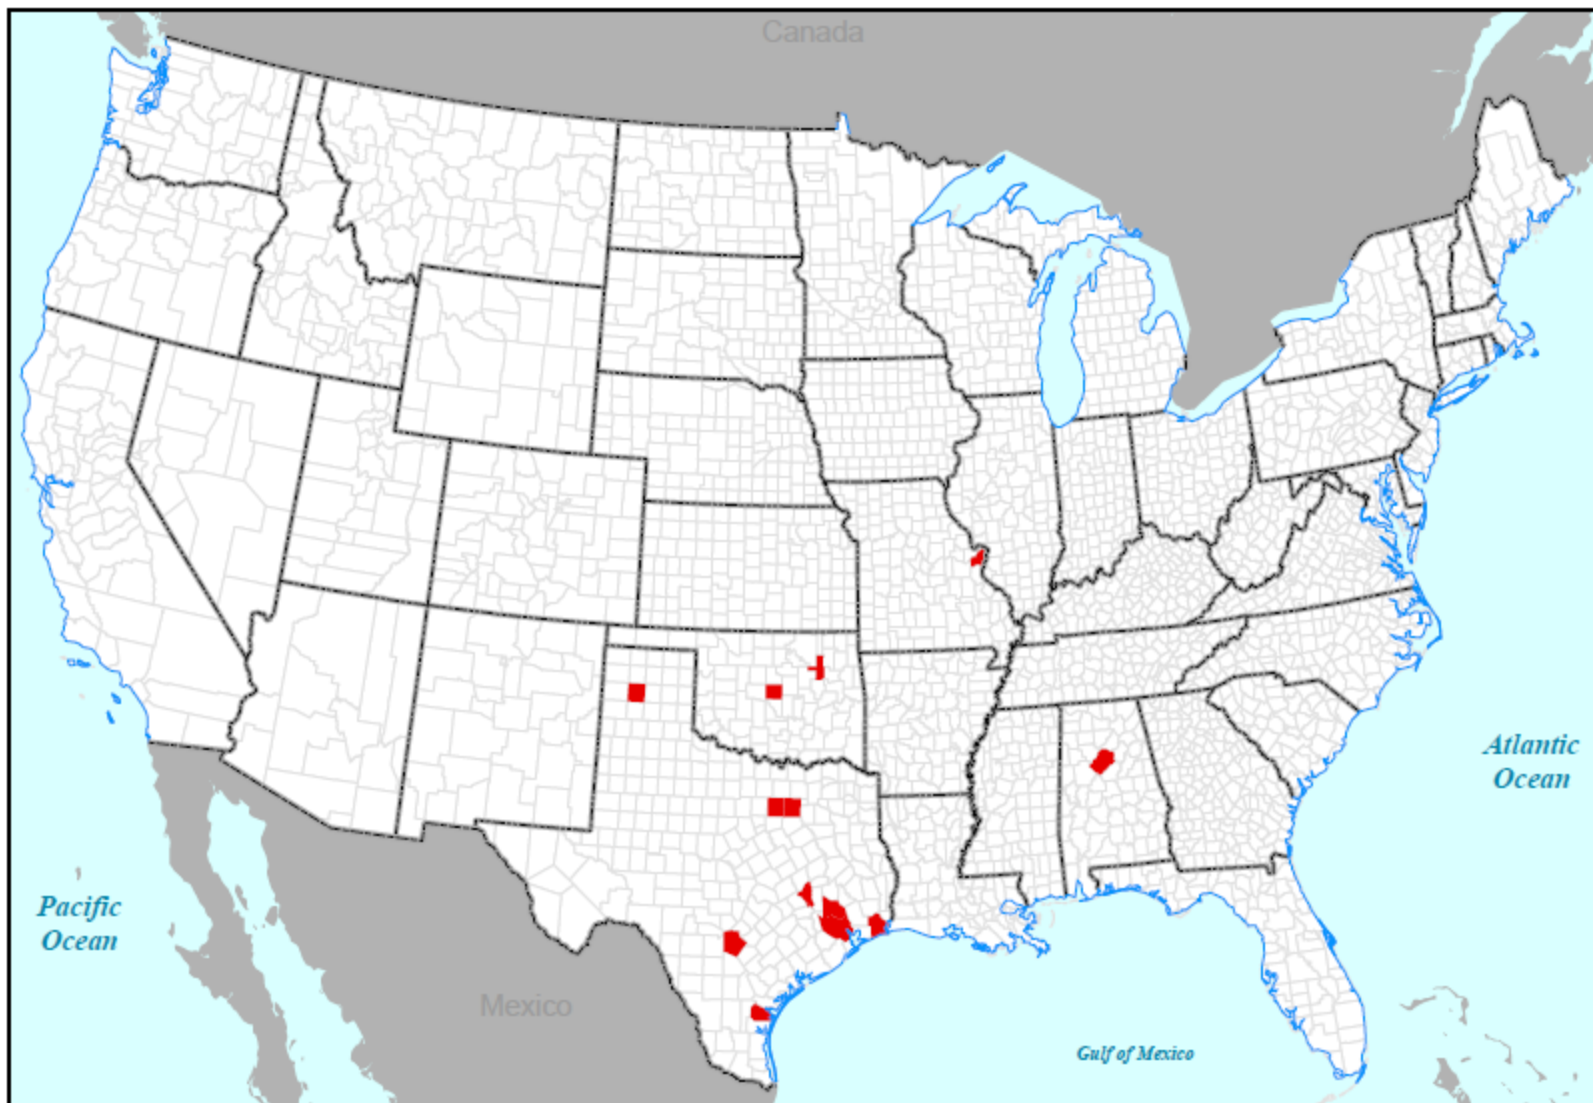 Canada
Atlantic
Ocean
Pacific
Ocean
Mexico
Gulf of Mexico